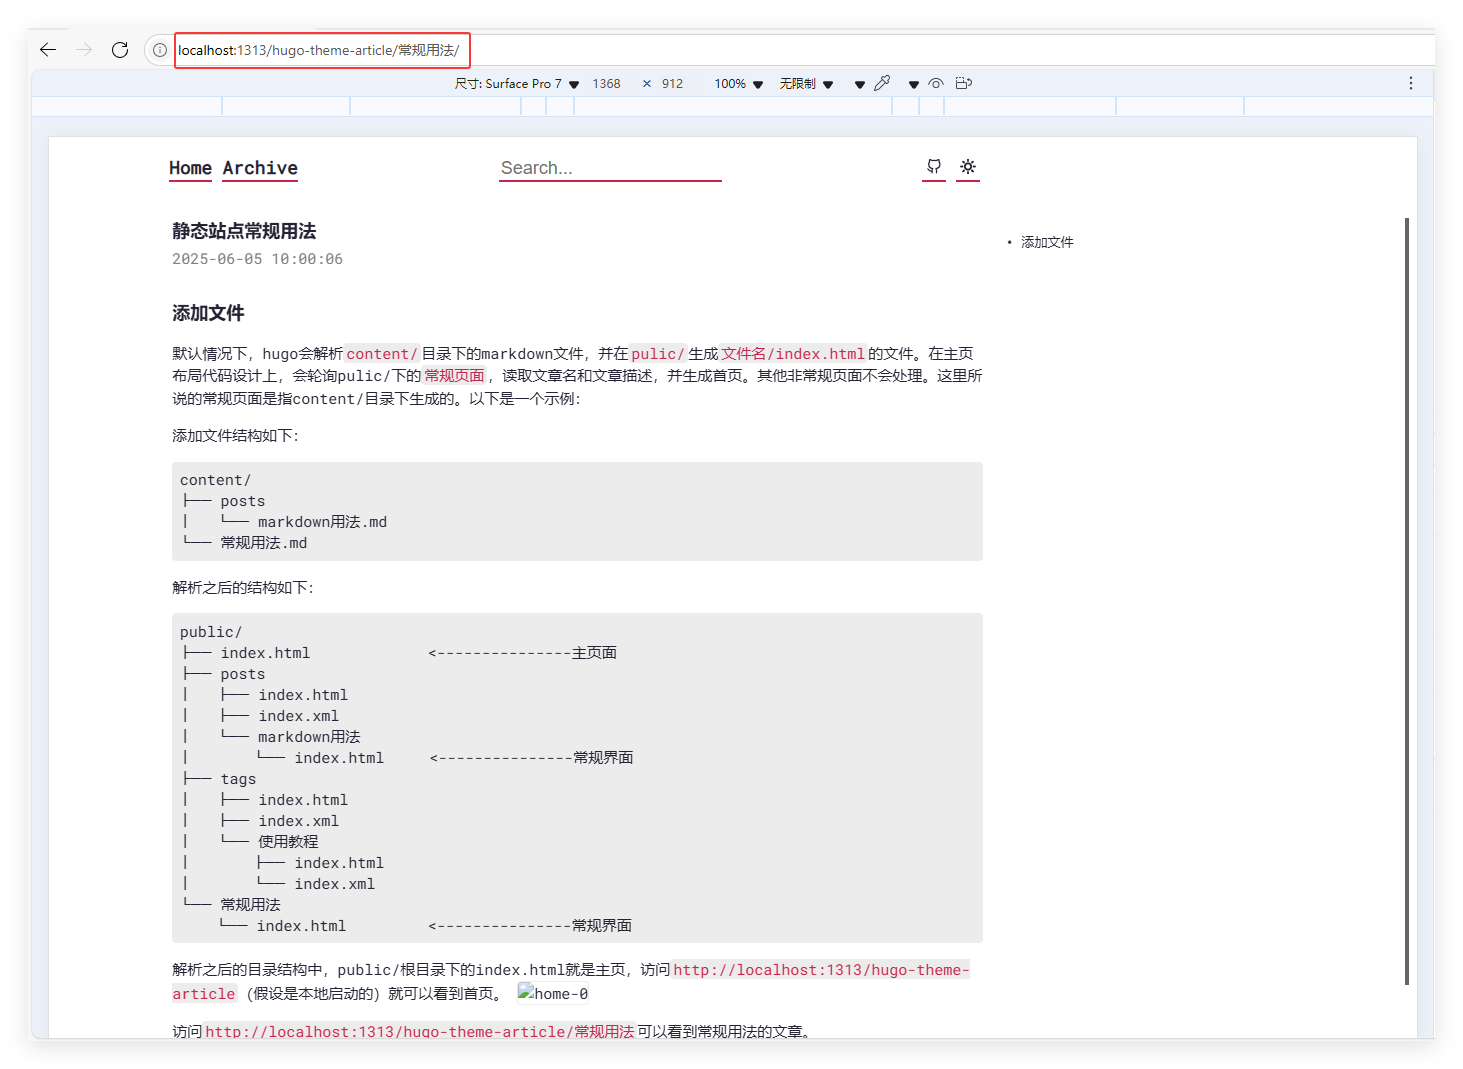 localhost:1313/hugo-theme-article/常规用法/
尺寸: Surface Pro 7 ▼ 1368 × 912 100% ▼ 无限制 ▼
Home Archive Search...
静态站点常规用法
2025-06-05 10:00:06
• 添加文件
添加文件
默认情况下，hugo会解析content/目录下的markdown文件，并在pulic/生成文件名/index.html的文件。在主页
布局代码设计上，会轮询pulic/下的常规页面，读取文章名和文章描述，并生成首页。其他非常规页面不会处理。这里所
说的常规页面是指content/目录下生成的。以下是一个示例：
添加文件结构如下：
content/
├── posts
│   └── markdown用法.md
└── 常规用法.md
解析之后的结构如下：
public/
├── index.html             <---------------主页面
├── posts
│   ├── index.html
│   ├── index.xml
│   └── markdown用法
│       └── index.html     <---------------常规界面
├── tags
│   ├── index.html
│   ├── index.xml
│   └── 使用教程
│       ├── index.html
│       └── index.xml
└── 常规用法
    └── index.html         <---------------常规界面
解析之后的目录结构中，public/根目录下的index.html就是主页，访问http://localhost:1313/hugo-theme-
article（假设是本地启动的）就可以看到首页。 home-0
访问http://localhost:1313/hugo-theme-article/常规用法可以看到常规用法的文章。